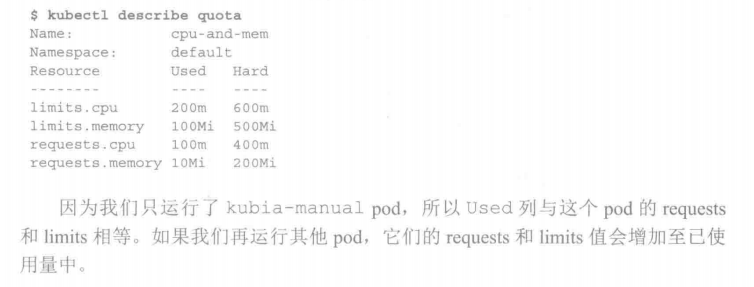 $ kubectl describe quota
Name:           cpu-and-mem
Namespace:      default
Resource        Used   Hard
--------        ----   ----
limits.cpu      200m   600m
limits.memory   100Mi  500Mi
requests.cpu    100m   400m
requests.memory 10Mi   200Mi
因为我们只运行了 kubia-manual pod，所以 Used 列与这个 pod 的 requests
和 limits 相等。如果我们再运行其他 pod，它们的 requests 和 limits 值会增加至已使
用量中。